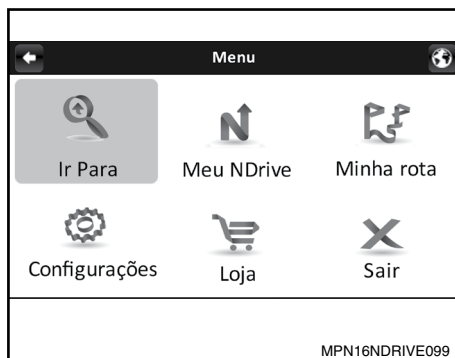 Menu
Ir Para
Meu NDrive
Minha rota
Configurações
Loja
Sair
MPN16NDRIVE099